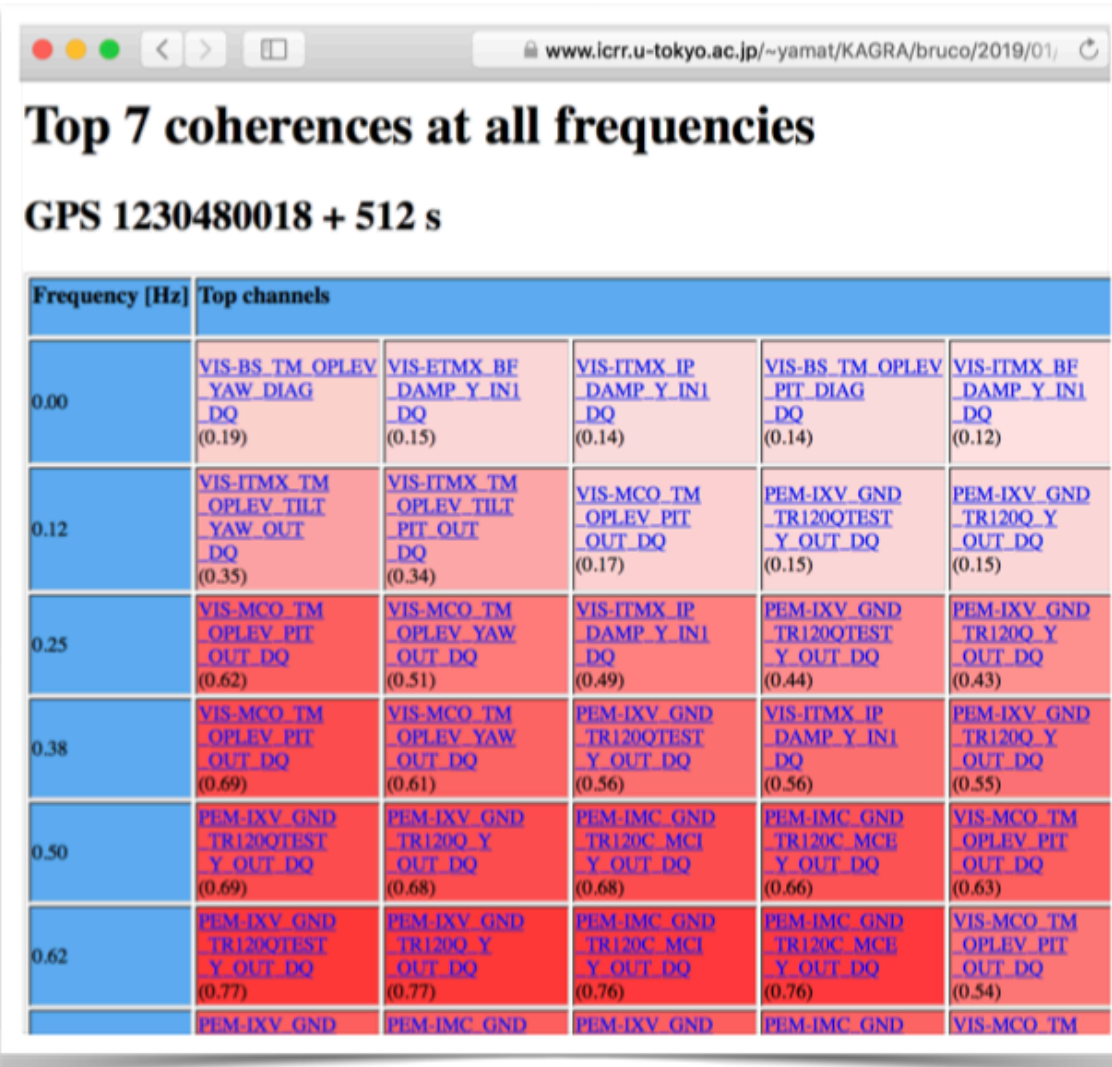 www.icrr.u-tokyo.ac.jp/~yamat/KAGRA/bruco/2019/01/
Top 7 coherences at all frequencies
GPS 1230480018 + 512 s
Frequency [Hz] Top channels
0.00
VIS-BS_TM_OPLEV
_YAW_DIAG
_DQ
(0.19)
VIS-ETMX_BF
_DAMP_Y_IN1
_DQ
(0.15)
VIS-ITMX_IP
_DAMP_Y_IN1
_DQ
(0.14)
VIS-BS_TM_OPLEV
_PIT_DIAG
_DQ
(0.14)
VIS-ITMX_BF
_DAMP_Y_IN1
_DQ
(0.12)
0.12
VIS-ITMX_TM
_OPLEV_TILT
_YAW_OUT
_DQ
(0.35)
VIS-ITMX_TM
_OPLEV_TILT
_PIT_OUT
_DQ
(0.34)
VIS-MCO_TM
_OPLEV_PIT
_OUT_DQ
(0.17)
PEM-IXV_GND
_TR120QTEST
_Y_OUT_DQ
(0.15)
PEM-IXV_GND
_TR120Q_Y
_OUT_DQ
(0.15)
0.25
VIS-MCO_TM
_OPLEV_PIT
_OUT_DQ
(0.62)
VIS-MCO_TM
_OPLEV_YAW
_OUT_DQ
(0.51)
VIS-ITMX_IP
_DAMP_Y_IN1
_DQ
(0.49)
PEM-IXV_GND
_TR120QTEST
_Y_OUT_DQ
(0.44)
PEM-IXV_GND
_TR120Q_Y
_OUT_DQ
(0.43)
0.38
VIS-MCO_TM
_OPLEV_PIT
_OUT_DQ
(0.69)
VIS-MCO_TM
_OPLEV_YAW
_OUT_DQ
(0.61)
PEM-IXV_GND
_TR120QTEST
_Y_OUT_DQ
(0.56)
VIS-ITMX_IP
_DAMP_Y_IN1
_DQ
(0.56)
PEM-IXV_GND
_TR120Q_Y
_OUT_DQ
(0.55)
0.50
PEM-IXV_GND
_TR120QTEST
_Y_OUT_DQ
(0.69)
PEM-IXV_GND
_TR120Q_Y
_OUT_DQ
(0.68)
PEM-IMC_GND
_TR120C_MCI
_Y_OUT_DQ
(0.68)
PEM-IMC_GND
_TR120C_MCE
_Y_OUT_DQ
(0.66)
VIS-MCO_TM
_OPLEV_PIT
_OUT_DQ
(0.63)
0.62
PEM-IXV_GND
_TR120QTEST
_Y_OUT_DQ
(0.77)
PEM-IXV_GND
_TR120Q_Y
_OUT_DQ
(0.77)
PEM-IMC_GND
_TR120C_MCI
_Y_OUT_DQ
(0.76)
PEM-IMC_GND
_TR120C_MCE
_Y_OUT_DQ
(0.76)
VIS-MCO_TM
_OPLEV_PIT
_OUT_DQ
(0.54)
PEM-IXV_GND
PEM-IMC_GND
PEM-IXV_GND
PEM-IMC_GND
VIS-MCO_TM